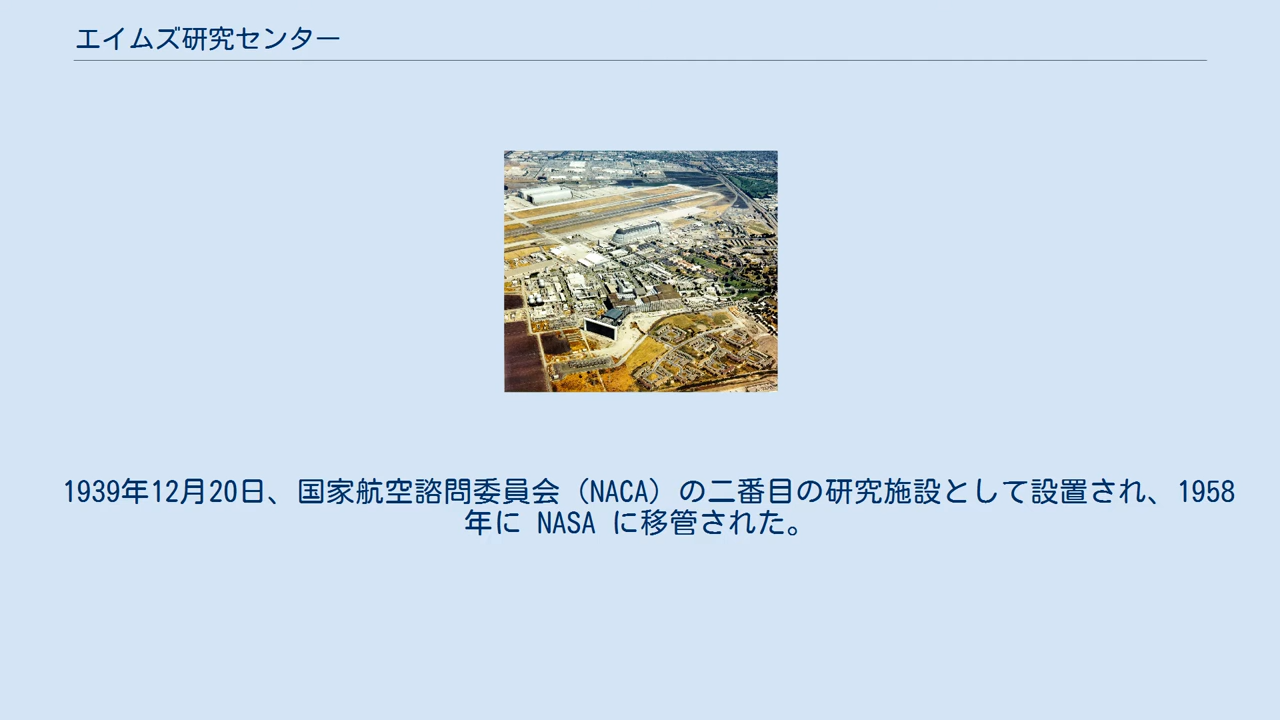 エイムズ研究センター
1939年12月20日、国家航空諮問委員会（NACA）の二番目の研究施設として設置され、1958
年に NASA に移管された。